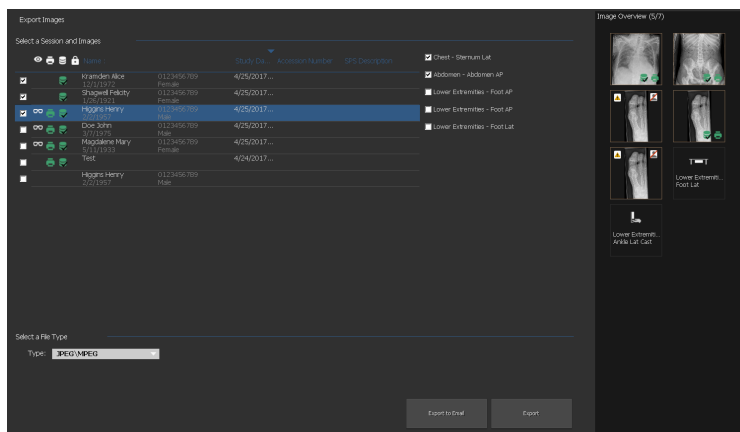 Export Images
Image Overview (5/7)
Select a Session and Images
Name
Study Da... Accession Number SPS Description
Chest - Sternum Lat
Abdomen - Abdomen AP
Lower Extremities - Foot AP
Lower Extremities - Foot AP
Lower Extremities - Foot Lat
Kramden Alice 0123456789 4/25/2017...
12/1/1972 Female
Shagwell Felicity 0123456789 4/25/2017...
1/26/1921 Female
Higgins Henry 0123456789 4/25/2017...
2/2/1957 Male
Doe John 0123456789 4/25/2017...
3/7/1975 Male
Magdalene Mary 0123456789 4/25/2017...
5/11/1933 Female
Test 4/24/2017...
Higgins Henry 0123456789
2/2/1957 Male
Lower Extremiti...
Foot Lat
Lower Extremiti...
Ankle Lat Cast
Select a File Type
Type: JPEG\MPEG
Export to Email
Export